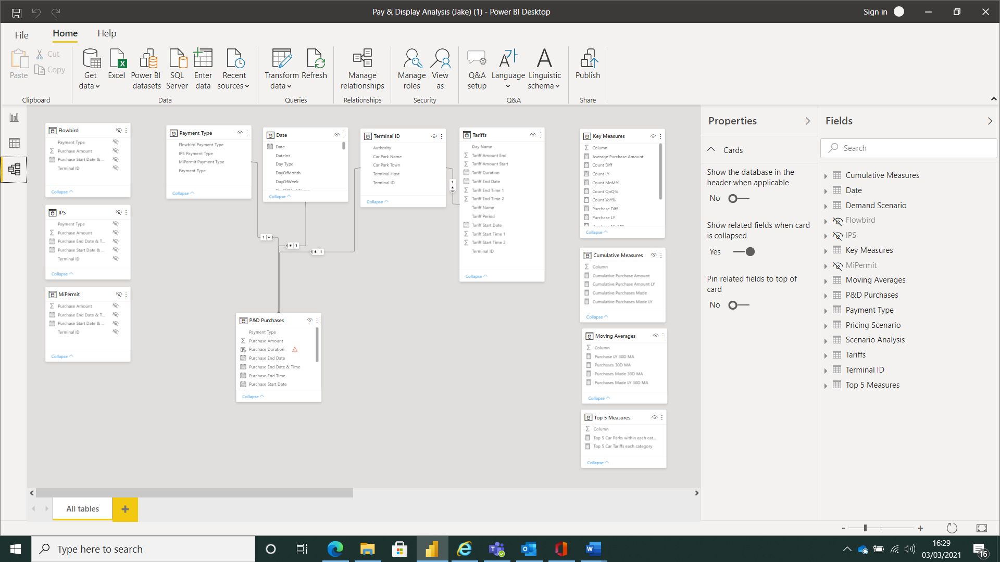 Pay & Display Analysis (Jake) (1) - Power BI Desktop
Sign in
File
Home
Help
Paste
Cut
Copy
Clipboard
Get data
Excel
Power BI datasets
SQL Server
Enter data
Recent sources
Data
Transform data
Refresh
Queries
Manage relationships
Relationships
Manage roles
View as
Security
Q&A setup
Language
Linguistic schema
Q&A
Publish
Share
Flowbird
Payment Type
Purchase Amount
Purchase Start Date & ...
Terminal ID
Collapse
IPS
Payment Type
Purchase Amount
Purchase End Date & T...
Purchase Start Date & ...
Terminal ID
Collapse
MiPermit
Purchase Amount
Purchase End Date & T...
Purchase Start Date & ...
Terminal ID
Collapse
Payment Type
Flowbird Payment Type
IPS Payment Type
MiPermit Payment Type
Payment Type
Collapse
Date
Date
DateInt
Day Type
DayOfMonth
DayOfWeek
Collapse
Terminal ID
Authority
Car Park Name
Car Park Town
Terminal Host
Terminal ID
Collapse
Tariffs
Day Name
Tariff Amount End
Tariff Amount Start
Tariff Duration
Tariff End Date
Tariff End Time 1
Tariff End Time 2
Tariff Name
Tariff Period
Tariff Start Date
Tariff Start Time 1
Tariff Start Time 2
Terminal ID
Collapse
1
*
1 *
* 1
* 1
P&D Purchases
Payment Type
Purchase Amount
Purchase Duration
Purchase End Date
Purchase End Date & Time
Purchase End Time
Purchase Start Date
Collapse
Key Measures
Column
Average Purchase Amount
Count Diff
Count LY
Count MoM%
Count QoQ%
Count YoY%
Purchase Diff
Purchase LY
Purchase MoM%
Collapse
Cumulative Measures
Column
Cumulative Purchase Amount
Cumulative Purchase Amount LY
Cumulative Purchases Made
Cumulative Purchases Made LY
Collapse
Moving Averages
Column
Purchase LY 30D MA
Purchases 30D MA
Purchases Made 30D MA
Purchases Made LY 30D MA
Collapse
Top 5 Measures
Column
Top 5 Car Parks within each cat...
Top 5 Car Tariffs each category
Collapse
Properties
Cards
Show the database in the
header when applicable
No
Show related fields when card
is collapsed
Yes
Pin related fields to top of
card
No
Fields
Search
Cumulative Measures
Date
Demand Scenario
Flowbird
IPS
Key Measures
MiPermit
Moving Averages
P&D Purchases
Payment Type
Pricing Scenario
Scenario Analysis
Tariffs
Terminal ID
Top 5 Measures
All tables
+
- +
Type here to search
16:29
03/03/2021
16